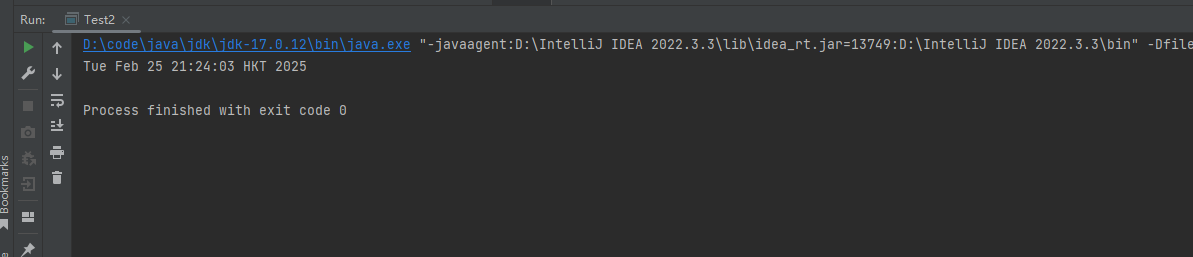 Run:
Test2
D:\code\java\jdk\jdk-17.0.12\bin\java.exe "-javaagent:D:\IntelliJ IDEA 2022.3.3\lib\idea_rt.jar=13749:D:\IntelliJ IDEA 2022.3.3\bin" -Dfile
Tue Feb 25 21:24:03 HKT 2025
Process finished with exit code 0
Bookmarks